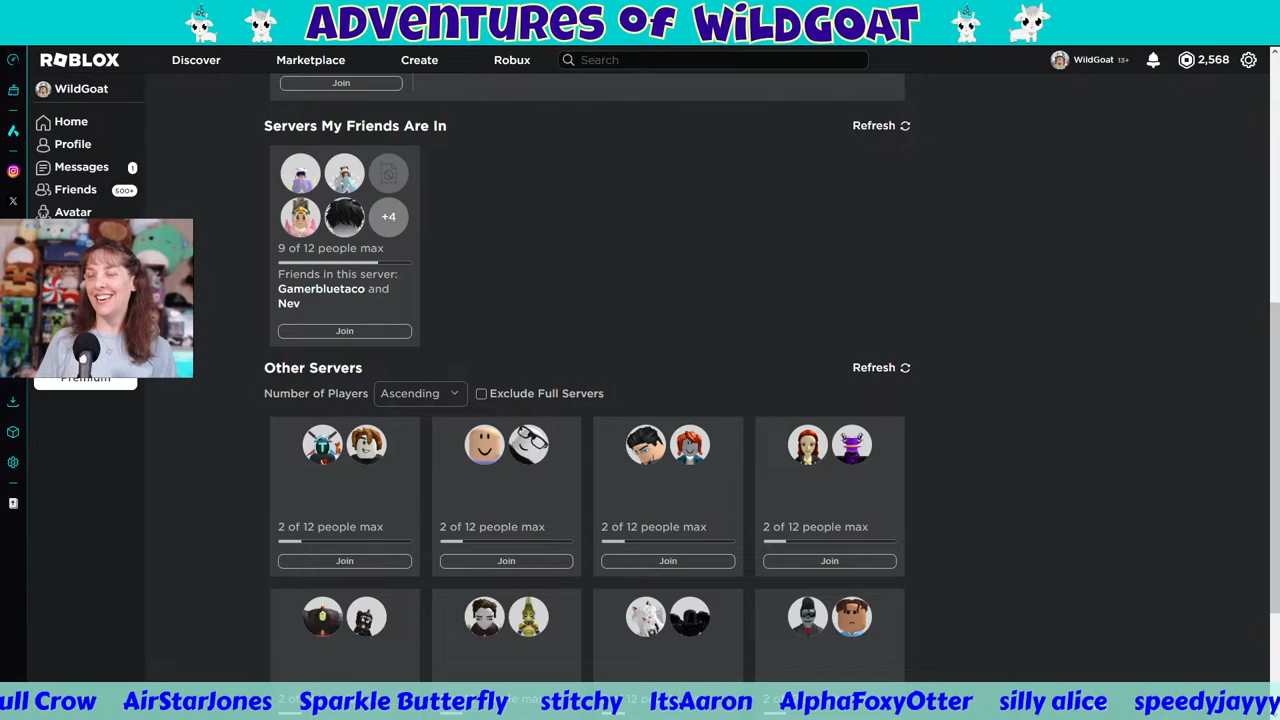 ADVENTURES OF WILDGOAT
ROBLOX
Discover
Marketplace
Create
Robux
Search
WildGoat 13+
2,568
WildGoat
Home
Profile
Messages 1
Friends 500+
Avatar
Premium
Join
Servers My Friends Are In
Refresh
+4
9 of 12 people max
Friends in this server:
Gamerbluetaco and
Nev
Join
Other Servers
Refresh
Number of Players Ascending Exclude Full Servers
2 of 12 people max
2 of 12 people max
2 of 12 people max
2 of 12 people max
Join
Join
Join
Join
ull Crow AirStarJones Sparkle Butterfly stitchy ItsAaron AlphaFoxyOtter silly alice speedyjayyy